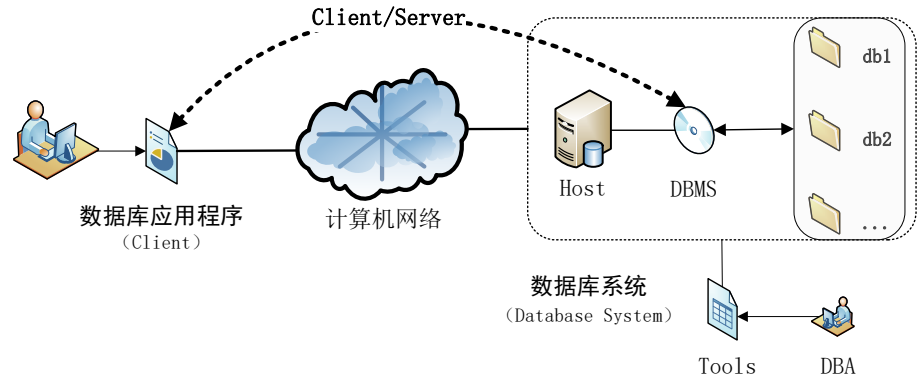 Client/Server
db1
db2
...
Host
DBMS
数据库应用程序
（Client）
计算机网络
数据库系统
（Database System）
Tools
DBA